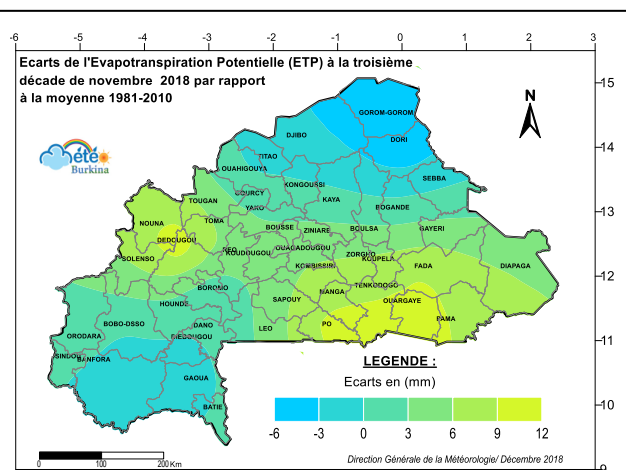 -6 -5 -4 -3 -2 -1 0 1 2 3
Ecarts de l'Evapotranspiration Potentielle (ETP) à la troisième
décade de novembre 2018 par rapport
à la moyenne 1981-2010
15
14
13
12
11
10
9
N
météo
Burkina
GOROM-GOROM
DORI
DJIBO
TITAO
OUAHIGOUYA
SEBBA
KONGOUSSI
GOURCY
TOUGAN
KAYA
YAKO
BOGANDE
NOUNA
TOMA
BOUSSE
ZINIARE
BOULSA
GAYERI
DEDOUGOU
REO
KOUDOUGOU
OUAGADOUGOU
ZORGHO
KOUPELA
SOLENSO
KOMBISSIRI
FADA
DIAPAGA
BOROMO
TENKODOGO
MANGA
HOUNDE
SAPOUY
OUARGAYE
BOBO-DSSO
DANO
LEO
PO
PAMA
ORODARA
DIEBOUGOU
SINDOU
BANFORA
GAOUA
BATIE
LEGENDE :
Ecarts en (mm)
-6 -3 0 3 6 9 12
0 100 200 Km
Direction Générale de la Météorologie/ Décembre 2018